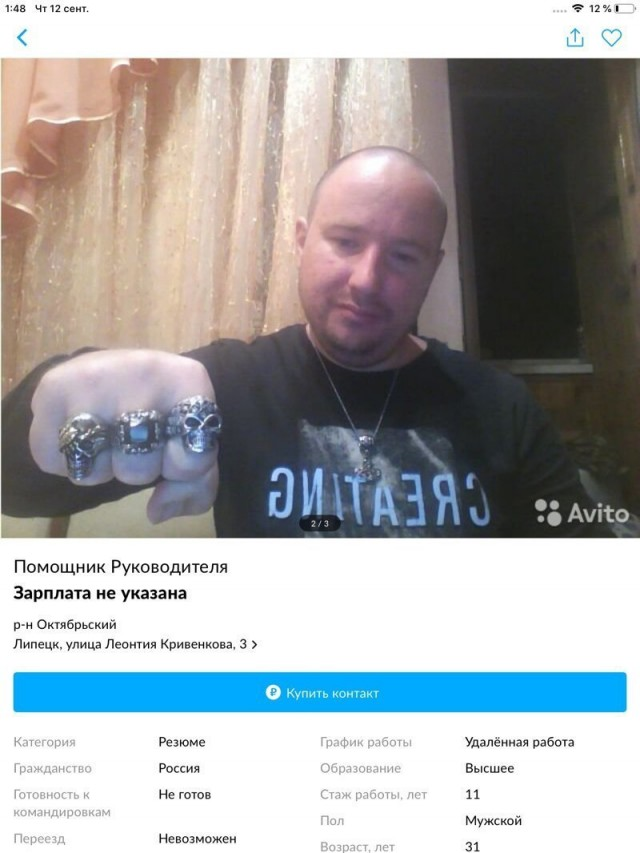 1:48 Чт 12 сент. 12 %
CREATING
2 / 3
Avito
Помощник Руководителя
Зарплата не указана
р-н Октябрьский
Липецк, улица Леонтия Кривенкова, 3 >
₽ Купить контакт
Категория Резюме
Гражданство Россия
Готовность к командировкам Не готов
Переезд Невозможен
График работы Удалённая работа
Образование Высшее
Стаж работы, лет 11
Пол Мужской
Возраст, лет 31